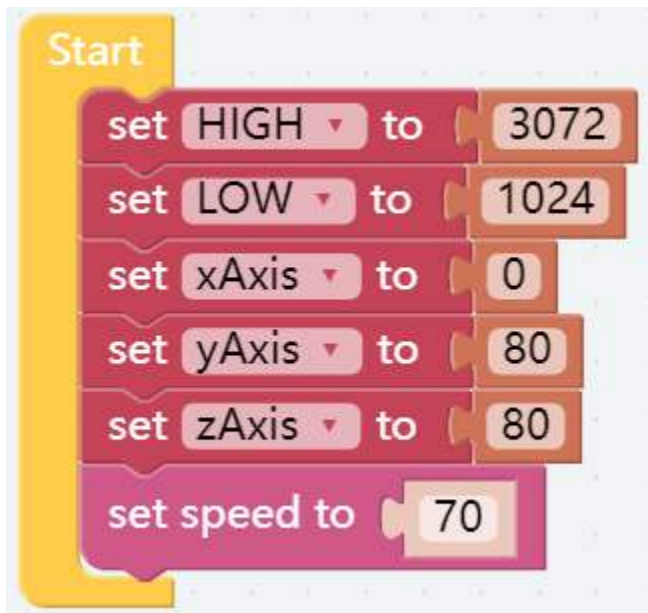 Start
set HIGH to 3072
set LOW to 1024
set xAxis to 0
set yAxis to 80
set zAxis to 80
set speed to 70